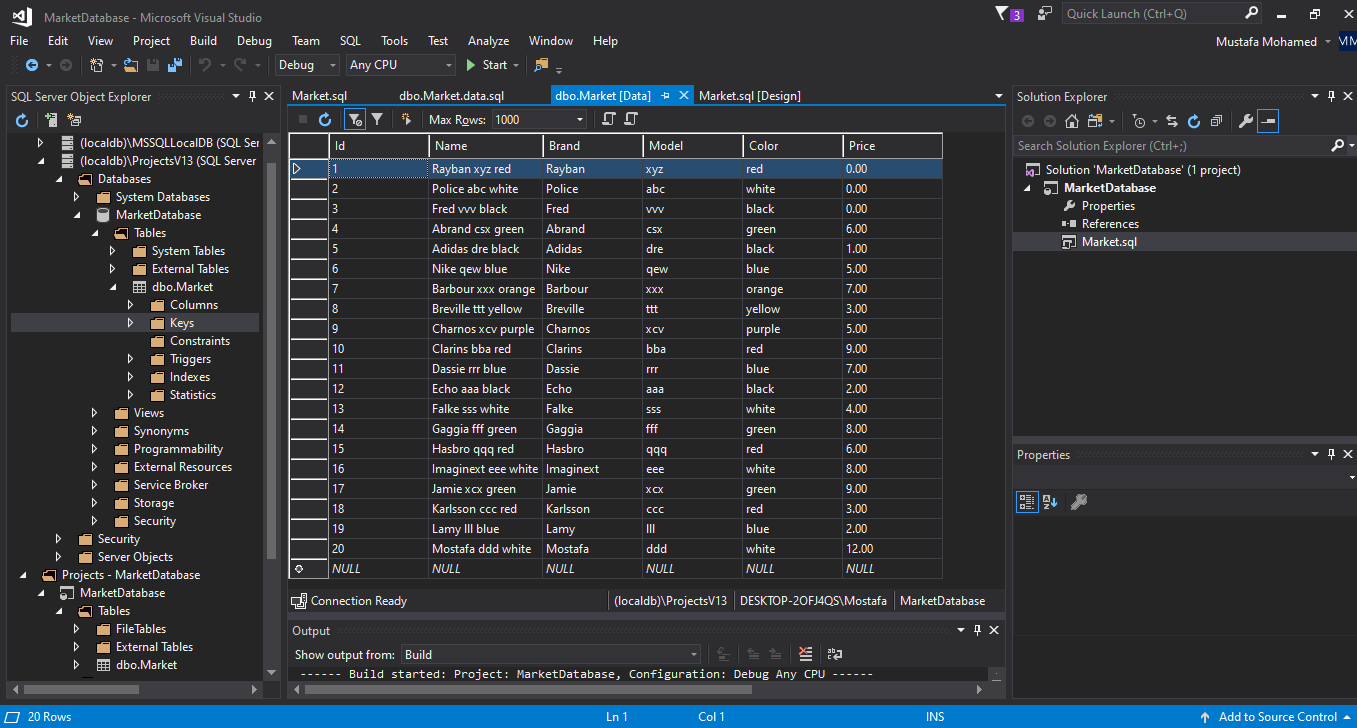 MarketDatabase - Microsoft Visual Studio
3
Quick Launch (Ctrl+Q)
File Edit View Project Build Debug Team SQL Tools Test Analyze Window Help
Mustafa Mohamed
MM
Debug Any CPU Start
SQL Server Object Explorer
(localdb)\MSSQLLocalDB (SQL Ser
(localdb)\ProjectsV13 (SQL Server
Databases
System Databases
MarketDatabase
Tables
System Tables
External Tables
dbo.Market
Columns
Keys
Constraints
Triggers
Indexes
Statistics
Views
Synonyms
Programmability
External Resources
Service Broker
Storage
Security
Security
Server Objects
Projects - MarketDatabase
MarketDatabase
Tables
FileTables
External Tables
dbo.Market
Market.sql dbo.Market.data.sql dbo.Market [Data] Market.sql [Design]
Max Rows: 1000
Id Name Brand Model Color Price
1 Rayban xyz red Rayban xyz red 0.00
2 Police abc white Police abc white 0.00
3 Fred vvv black Fred vvv black 0.00
4 Abrand csx green Abrand csx green 6.00
5 Adidas dre black Adidas dre black 1.00
6 Nike qew blue Nike qew blue 5.00
7 Barbour xxx orange Barbour xxx orange 7.00
8 Breville ttt yellow Breville ttt yellow 3.00
9 Charnos xcv purple Charnos xcv purple 5.00
10 Clarins bba red Clarins bba red 9.00
11 Dassie rrr blue Dassie rrr blue 7.00
12 Echo aaa black Echo aaa black 2.00
13 Falke sss white Falke sss white 4.00
14 Gaggia fff green Gaggia fff green 8.00
15 Hasbro qqq red Hasbro qqq red 6.00
16 Imaginext eee white Imaginext eee white 8.00
17 Jamie xcx green Jamie xcx green 9.00
18 Karlsson ccc red Karlsson ccc red 3.00
19 Lamy lll blue Lamy lll blue 2.00
20 Mostafa ddd white Mostafa ddd white 12.00
NULL NULL NULL NULL NULL NULL
Connection Ready (localdb)\ProjectsV13 DESKTOP-2OFJ4QS\Mostafa MarketDatabase
Output
Show output from: Build
------ Build started: Project: MarketDatabase, Configuration: Debug Any CPU ------
Solution Explorer
Search Solution Explorer (Ctrl+;)
Solution 'MarketDatabase' (1 project)
MarketDatabase
Properties
References
Market.sql
Properties
20 Rows Ln 1 Col 1 INS Add to Source Control